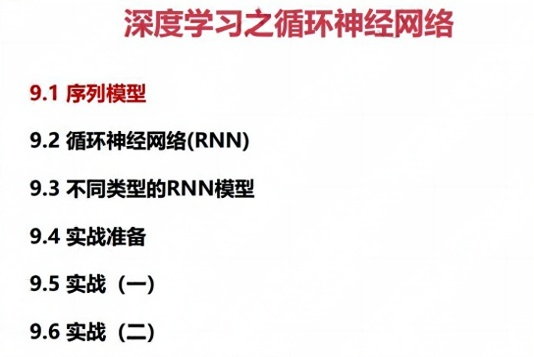 深度学习之循环神经网络
9.1 序列模型
9.2 循环神经网络(RNN)
9.3 不同类型的RNN模型
9.4 实战准备
9.5 实战（一）
9.6 实战（二）